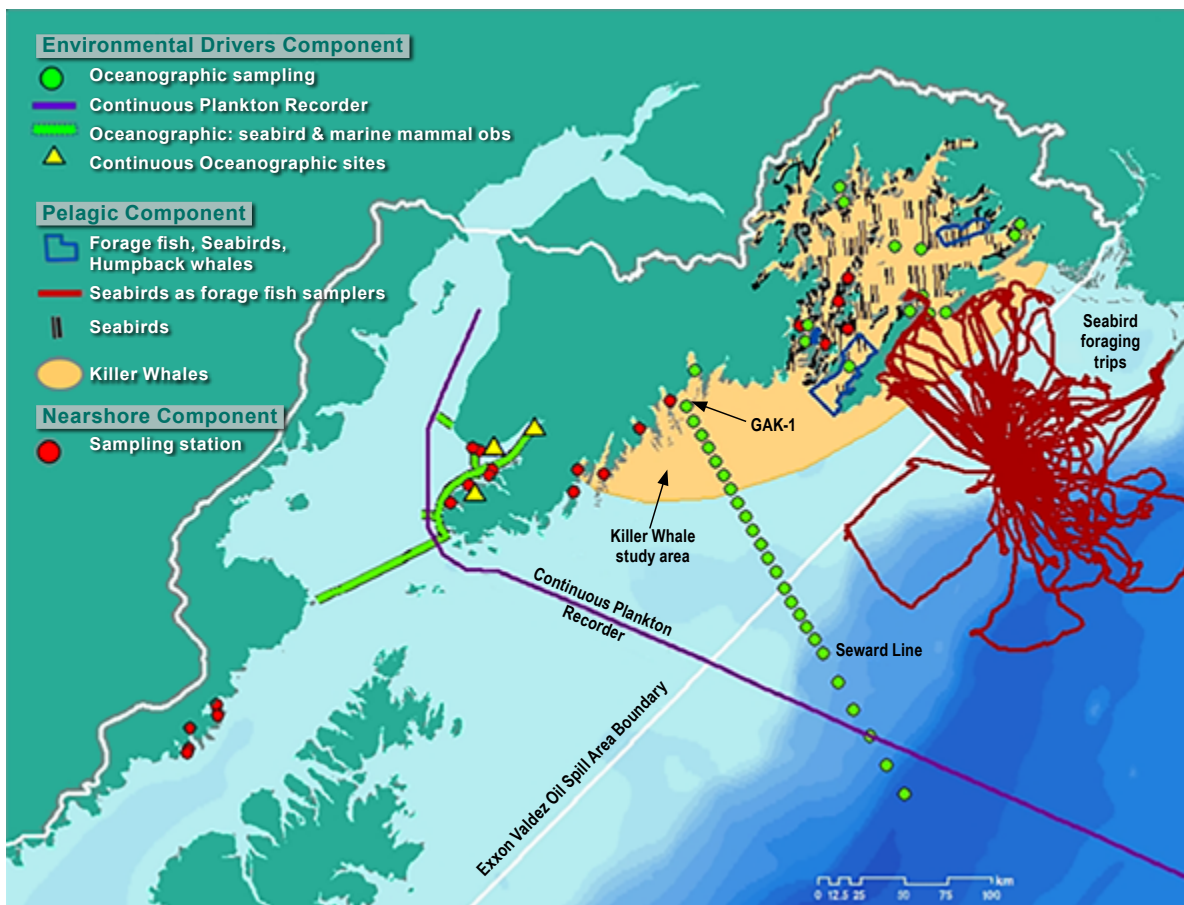 Environmental Drivers Component
Oceanographic sampling
Continuous Plankton Recorder
Oceanographic: seabird & marine mammal obs
Continuous Oceanographic sites
Pelagic Component
Forage fish, Seabirds,
Humpback whales
Seabirds as forage fish samplers
Seabirds
Killer Whales
Nearshore Component
Sampling station
Seabird
foraging
trips
GAK-1
Killer Whale
study area
Continuous Plankton
Recorder
Seward Line
Exxon Valdez Oil Spill Area Boundary
km
0 12.5 25 50 75 100